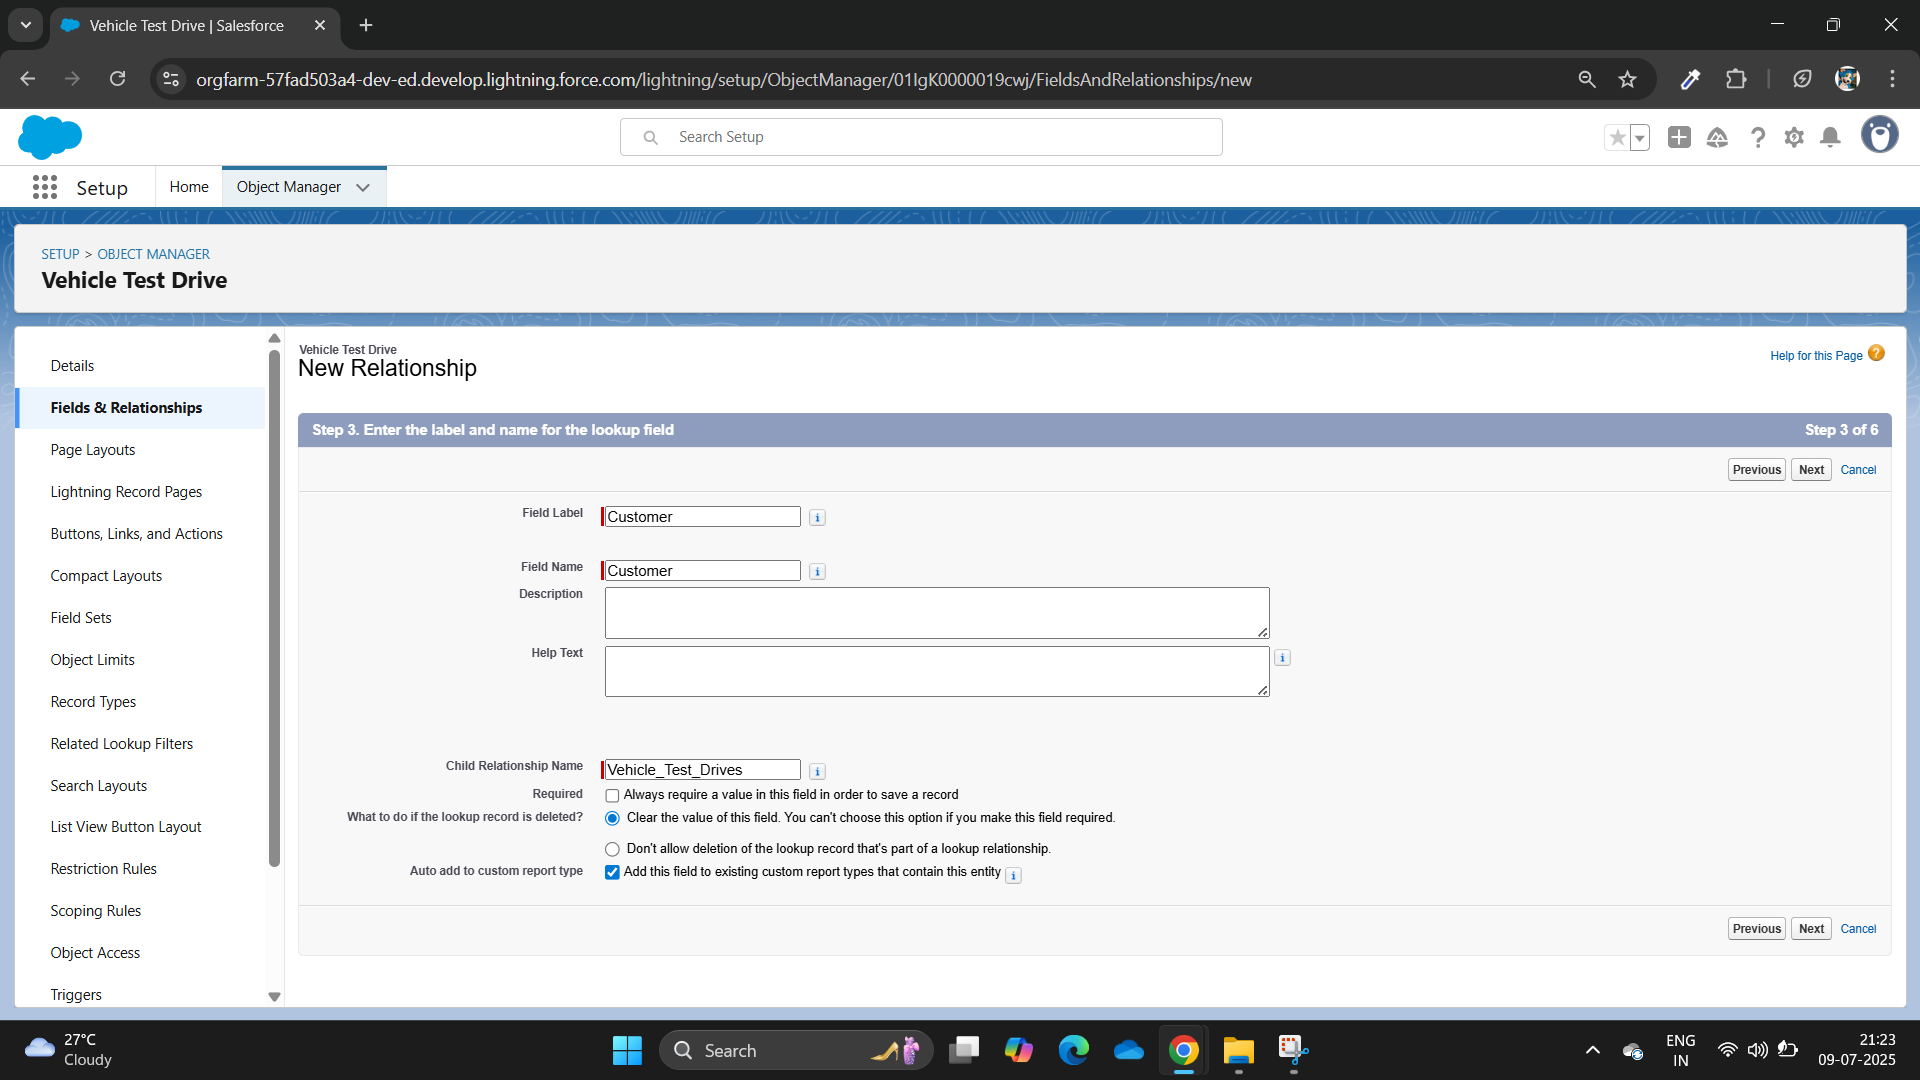 Vehicle Test Drive | Salesforce
orgfarm-57fad503a4-dev-ed.develop.lightning.force.com/lightning/setup/ObjectManager/01IgK0000019cwj/FieldsAndRelationships/new
Search Setup
Setup
Home
Object Manager
SETUP > OBJECT MANAGER
Vehicle Test Drive
Details
Fields & Relationships
Page Layouts
Lightning Record Pages
Buttons, Links, and Actions
Compact Layouts
Field Sets
Object Limits
Record Types
Related Lookup Filters
Search Layouts
List View Button Layout
Restriction Rules
Scoping Rules
Object Access
Triggers
Vehicle Test Drive
New Relationship
Help for this Page
Step 3. Enter the label and name for the lookup field
Step 3 of 6
Previous Next Cancel
Field Label Customer
Field Name Customer
Description
Help Text
Child Relationship Name Vehicle_Test_Drives
Required Always require a value in this field in order to save a record
What to do if the lookup record is deleted? Clear the value of this field. You can't choose this option if you make this field required.
Don't allow deletion of the lookup record that's part of a lookup relationship.
Auto add to custom report type Add this field to existing custom report types that contain this entity
Previous Next Cancel
27°C
Cloudy
Search
ENG
IN
21:23
09-07-2025